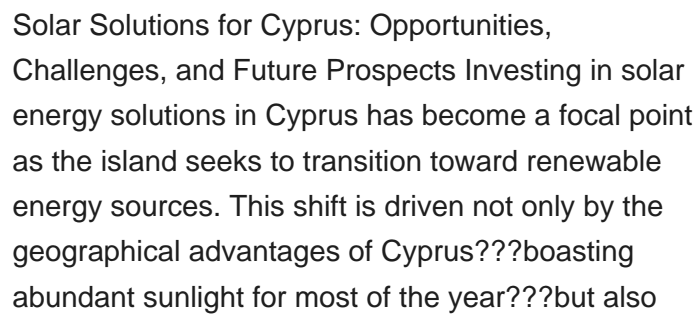 Solar Solutions for Cyprus: Opportunities,
Challenges, and Future Prospects Investing in solar
energy solutions in Cyprus has become a focal point
as the island seeks to transition toward renewable
energy sources. This shift is driven not only by the
geographical advantages of Cyprus???boasting
abundant sunlight for most of the year???but also